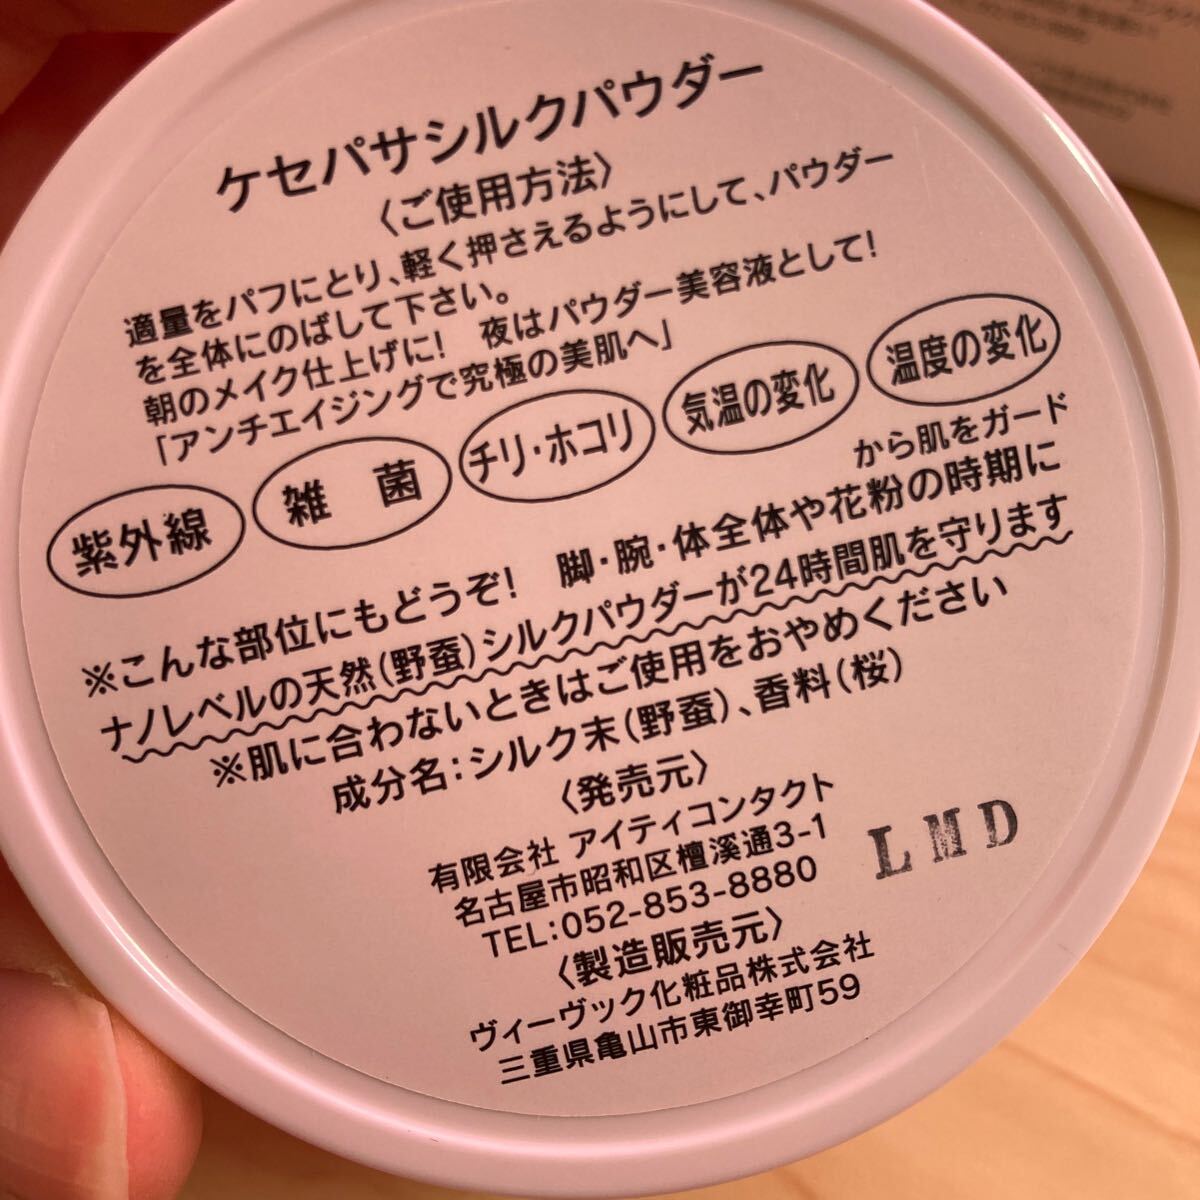 ケセパサシルクパウダー
〈ご使用方法〉
適量をパフにとり、軽く押さえるようにして、パウダー
を全体にのばして下さい。
朝のメイク仕上げに! 夜はパウダー美容液として!
「アンチエイジングで究極の美肌へ」
紫外線 雑 菌 チリ・ホコリ 気温の変化 温度の変化
から肌をガード
※こんな部位にもどうぞ! 脚・腕・体全体や花粉の時期に
ナノレベルの天然(野蚕)シルクパウダーが24時間肌を守ります
※肌に合わないときはご使用をおやめください
成分名:シルク末(野蚕)、香料(桜)
〈発売元〉
有限会社 アイティコンタクト
名古屋市昭和区檀溪通3-1
TEL:052-853-8880
LMD
〈製造販売元〉
ヴィーヴック化粧品株式会社
三重県亀山市東御幸町59